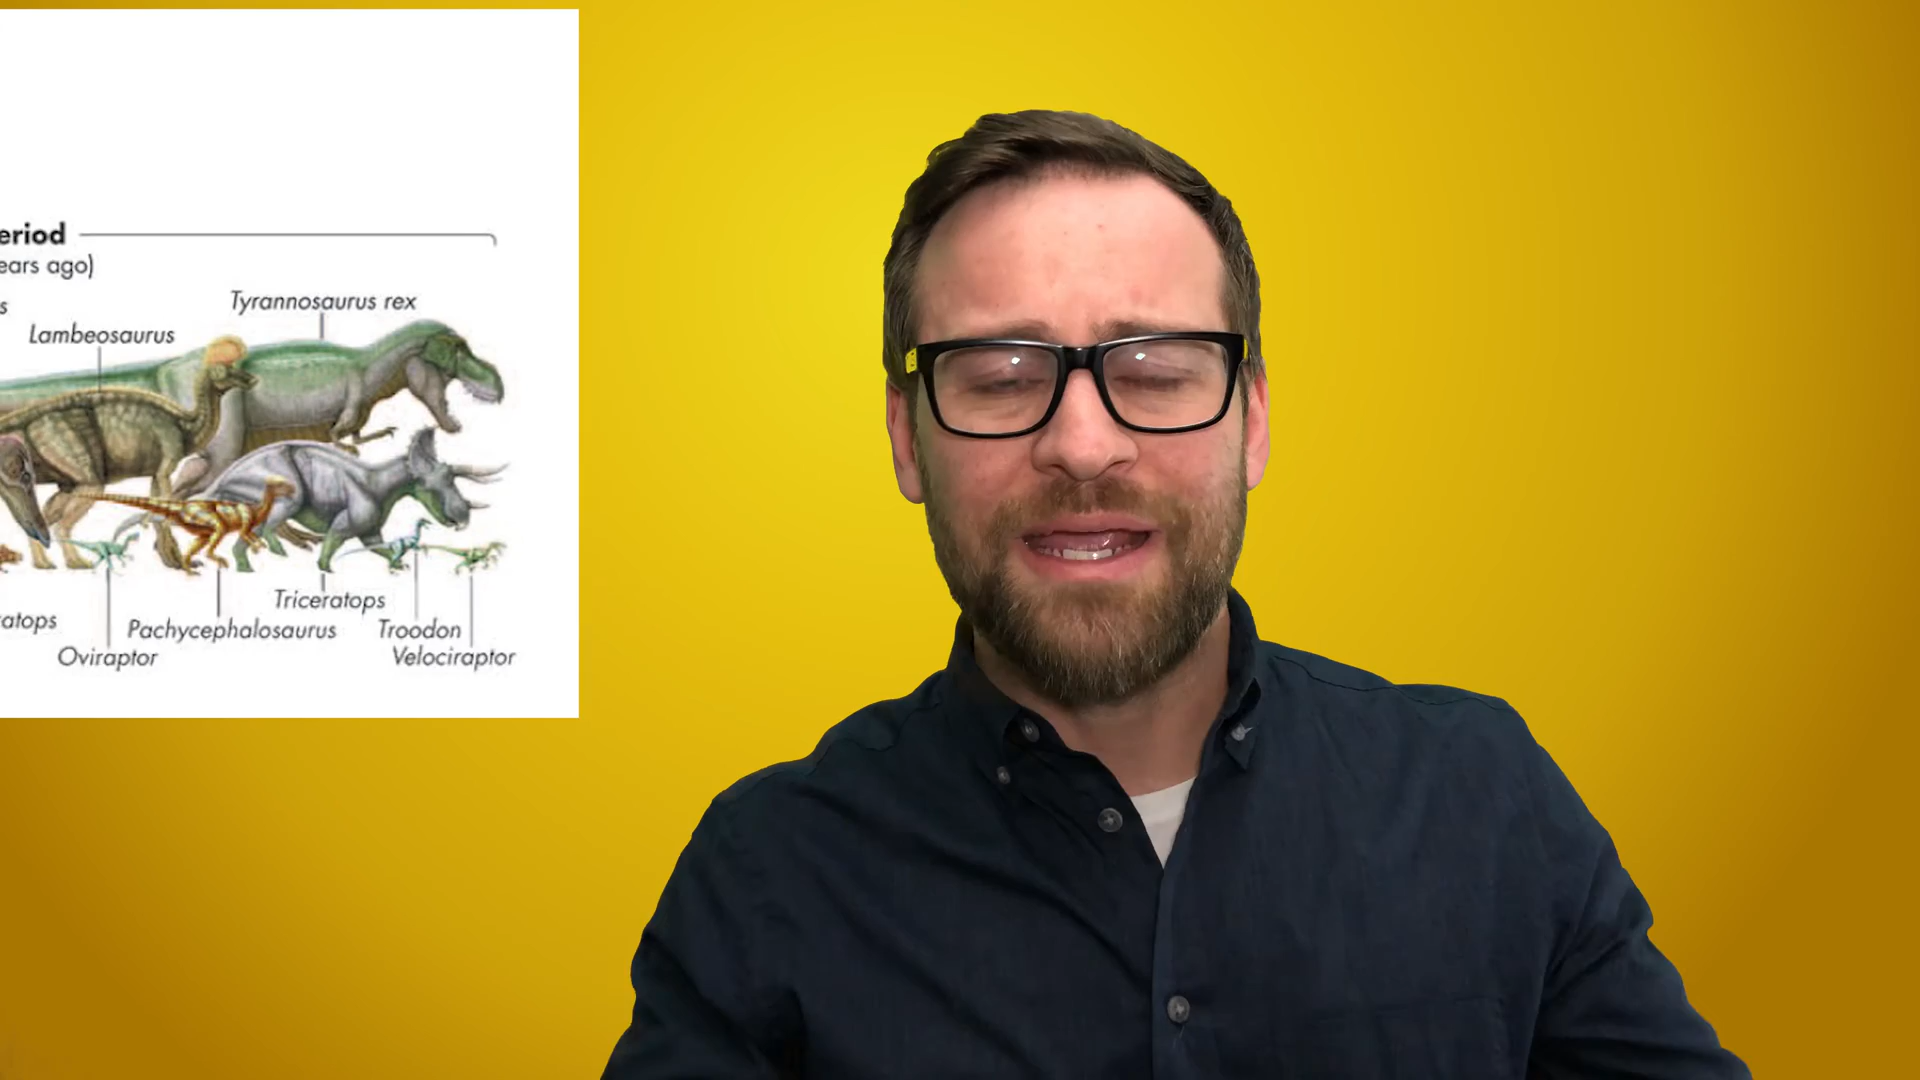 eriod
ears ago)
s
Tyrannosaurus rex
Lambeosaurus
Triceratops
atops
Pachycephalosaurus
Troodon
Oviraptor
Velociraptor